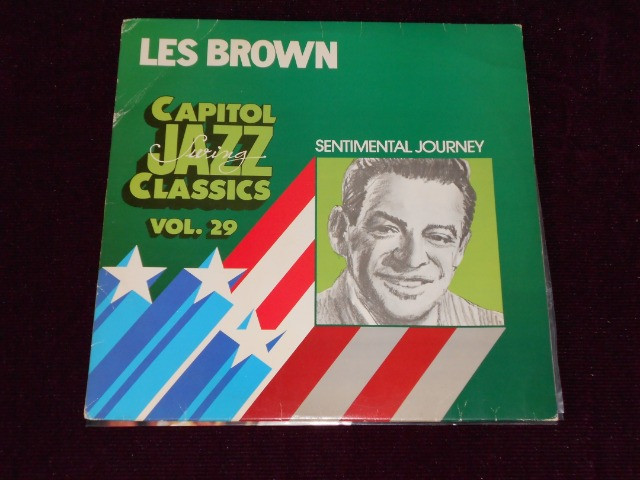 LES BROWN
CAPITOL
JAZZ
Swing
CLASSICS
VOL. 29
SENTIMENTAL JOURNEY